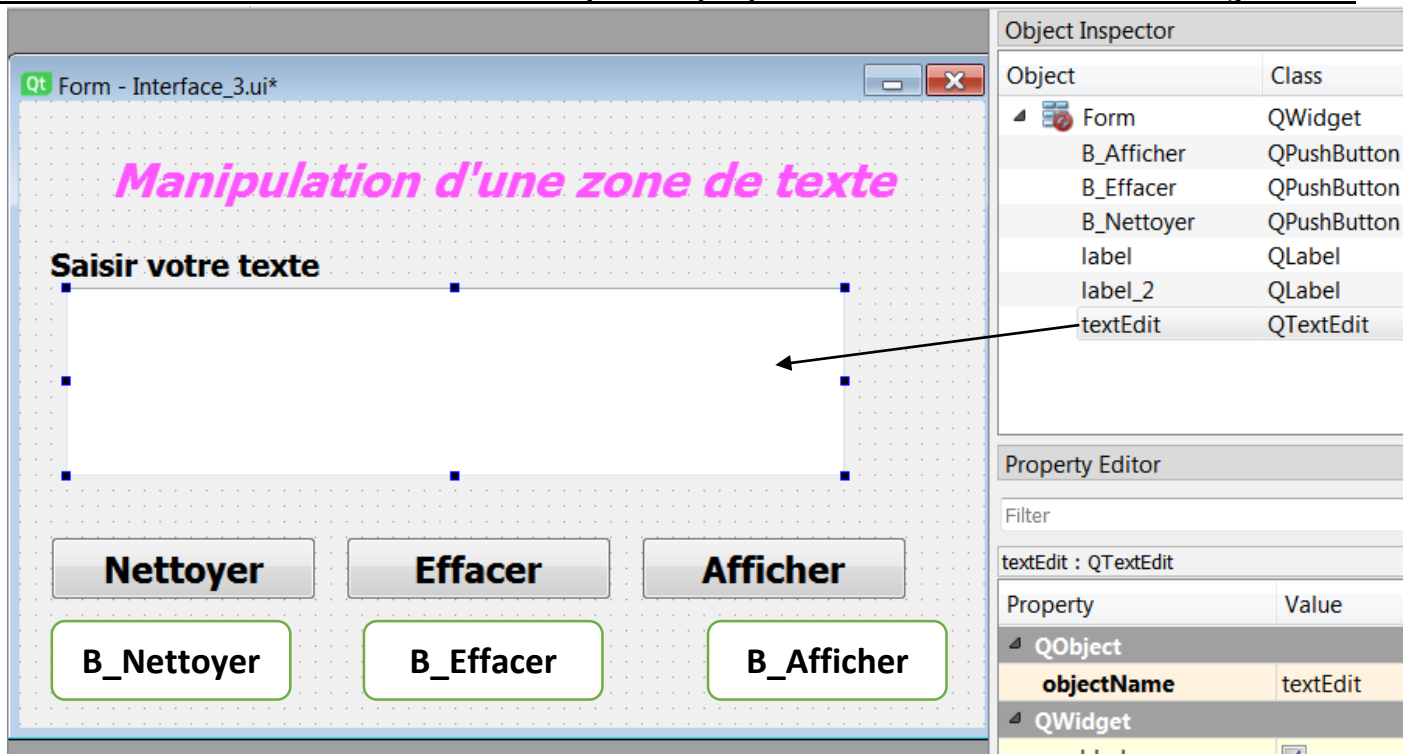 Object Inspector
Object Class
Qt Form - Interface_3.ui*
Form QWidget
B_Afficher QPushButton
B_Effacer QPushButton
B_Nettoyer QPushButton
label QLabel
label_2 QLabel
textEdit QTextEdit
Manipulation d'une zone de texte
Saisir votre texte
Nettoyer Effacer Afficher
B_Nettoyer B_Effacer B_Afficher
Property Editor
Filter
textEdit : QTextEdit
Property Value
QObject
objectName textEdit
QWidget